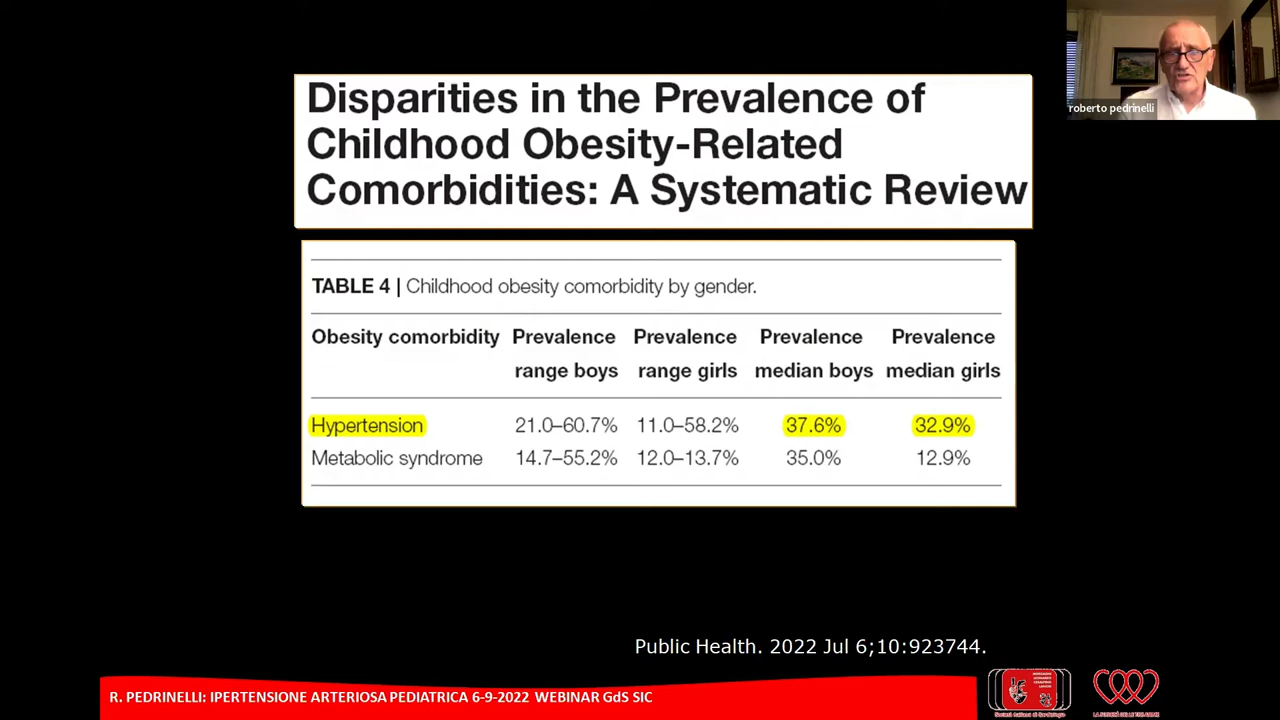 roberto pedrinelli
Disparities in the Prevalence of
Childhood Obesity-Related
Comorbidities: A Systematic Review
TABLE 4 | Childhood obesity comorbidity by gender.
Obesity comorbidity Prevalence range boys Prevalence range girls Prevalence median boys Prevalence median girls
Hypertension 21.0–60.7% 11.0–58.2% 37.6% 32.9%
Metabolic syndrome 14.7–55.2% 12.0–13.7% 35.0% 12.9%
Public Health. 2022 Jul 6;10:923744.
R. PEDRINELLI: IPERTENSIONE ARTERIOSA PEDIATRICA 6-9-2022 WEBINAR GdS SIC
Società Italiana di Cardiologia